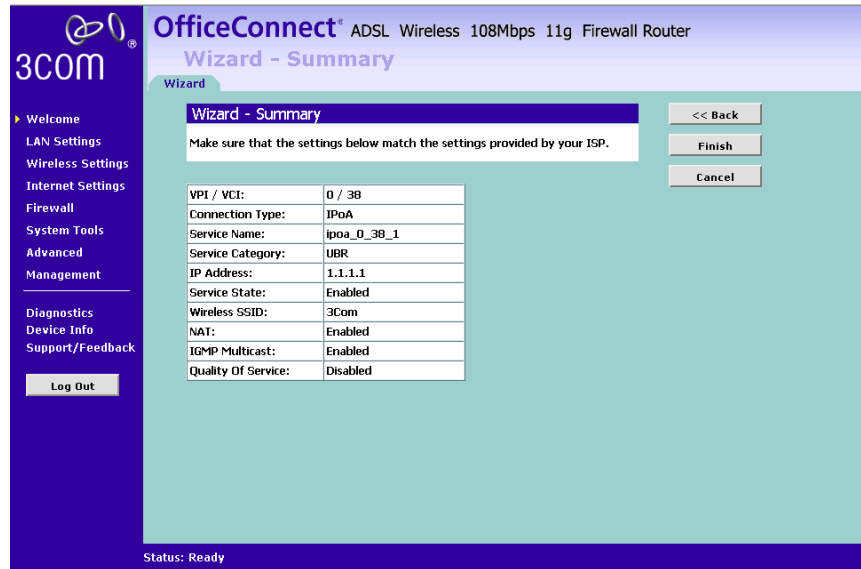 3COM ®
OfficeConnect® ADSL Wireless 108Mbps 11g Firewall Router
Wizard - Summary
Wizard
Welcome
LAN Settings
Wireless Settings
Internet Settings
Firewall
System Tools
Advanced
Management
Diagnostics
Device Info
Support/Feedback
Log Out
Wizard - Summary
Make sure that the settings below match the settings provided by your ISP.
VPI / VCI: 0 / 38
Connection Type: IPoA
Service Name: ipoa_0_38_1
Service Category: UBR
IP Address: 1.1.1.1
Service State: Enabled
Wireless SSID: 3Com
NAT: Enabled
IGMP Multicast: Enabled
Quality Of Service: Disabled
<< Back
Finish
Cancel
Status: Ready